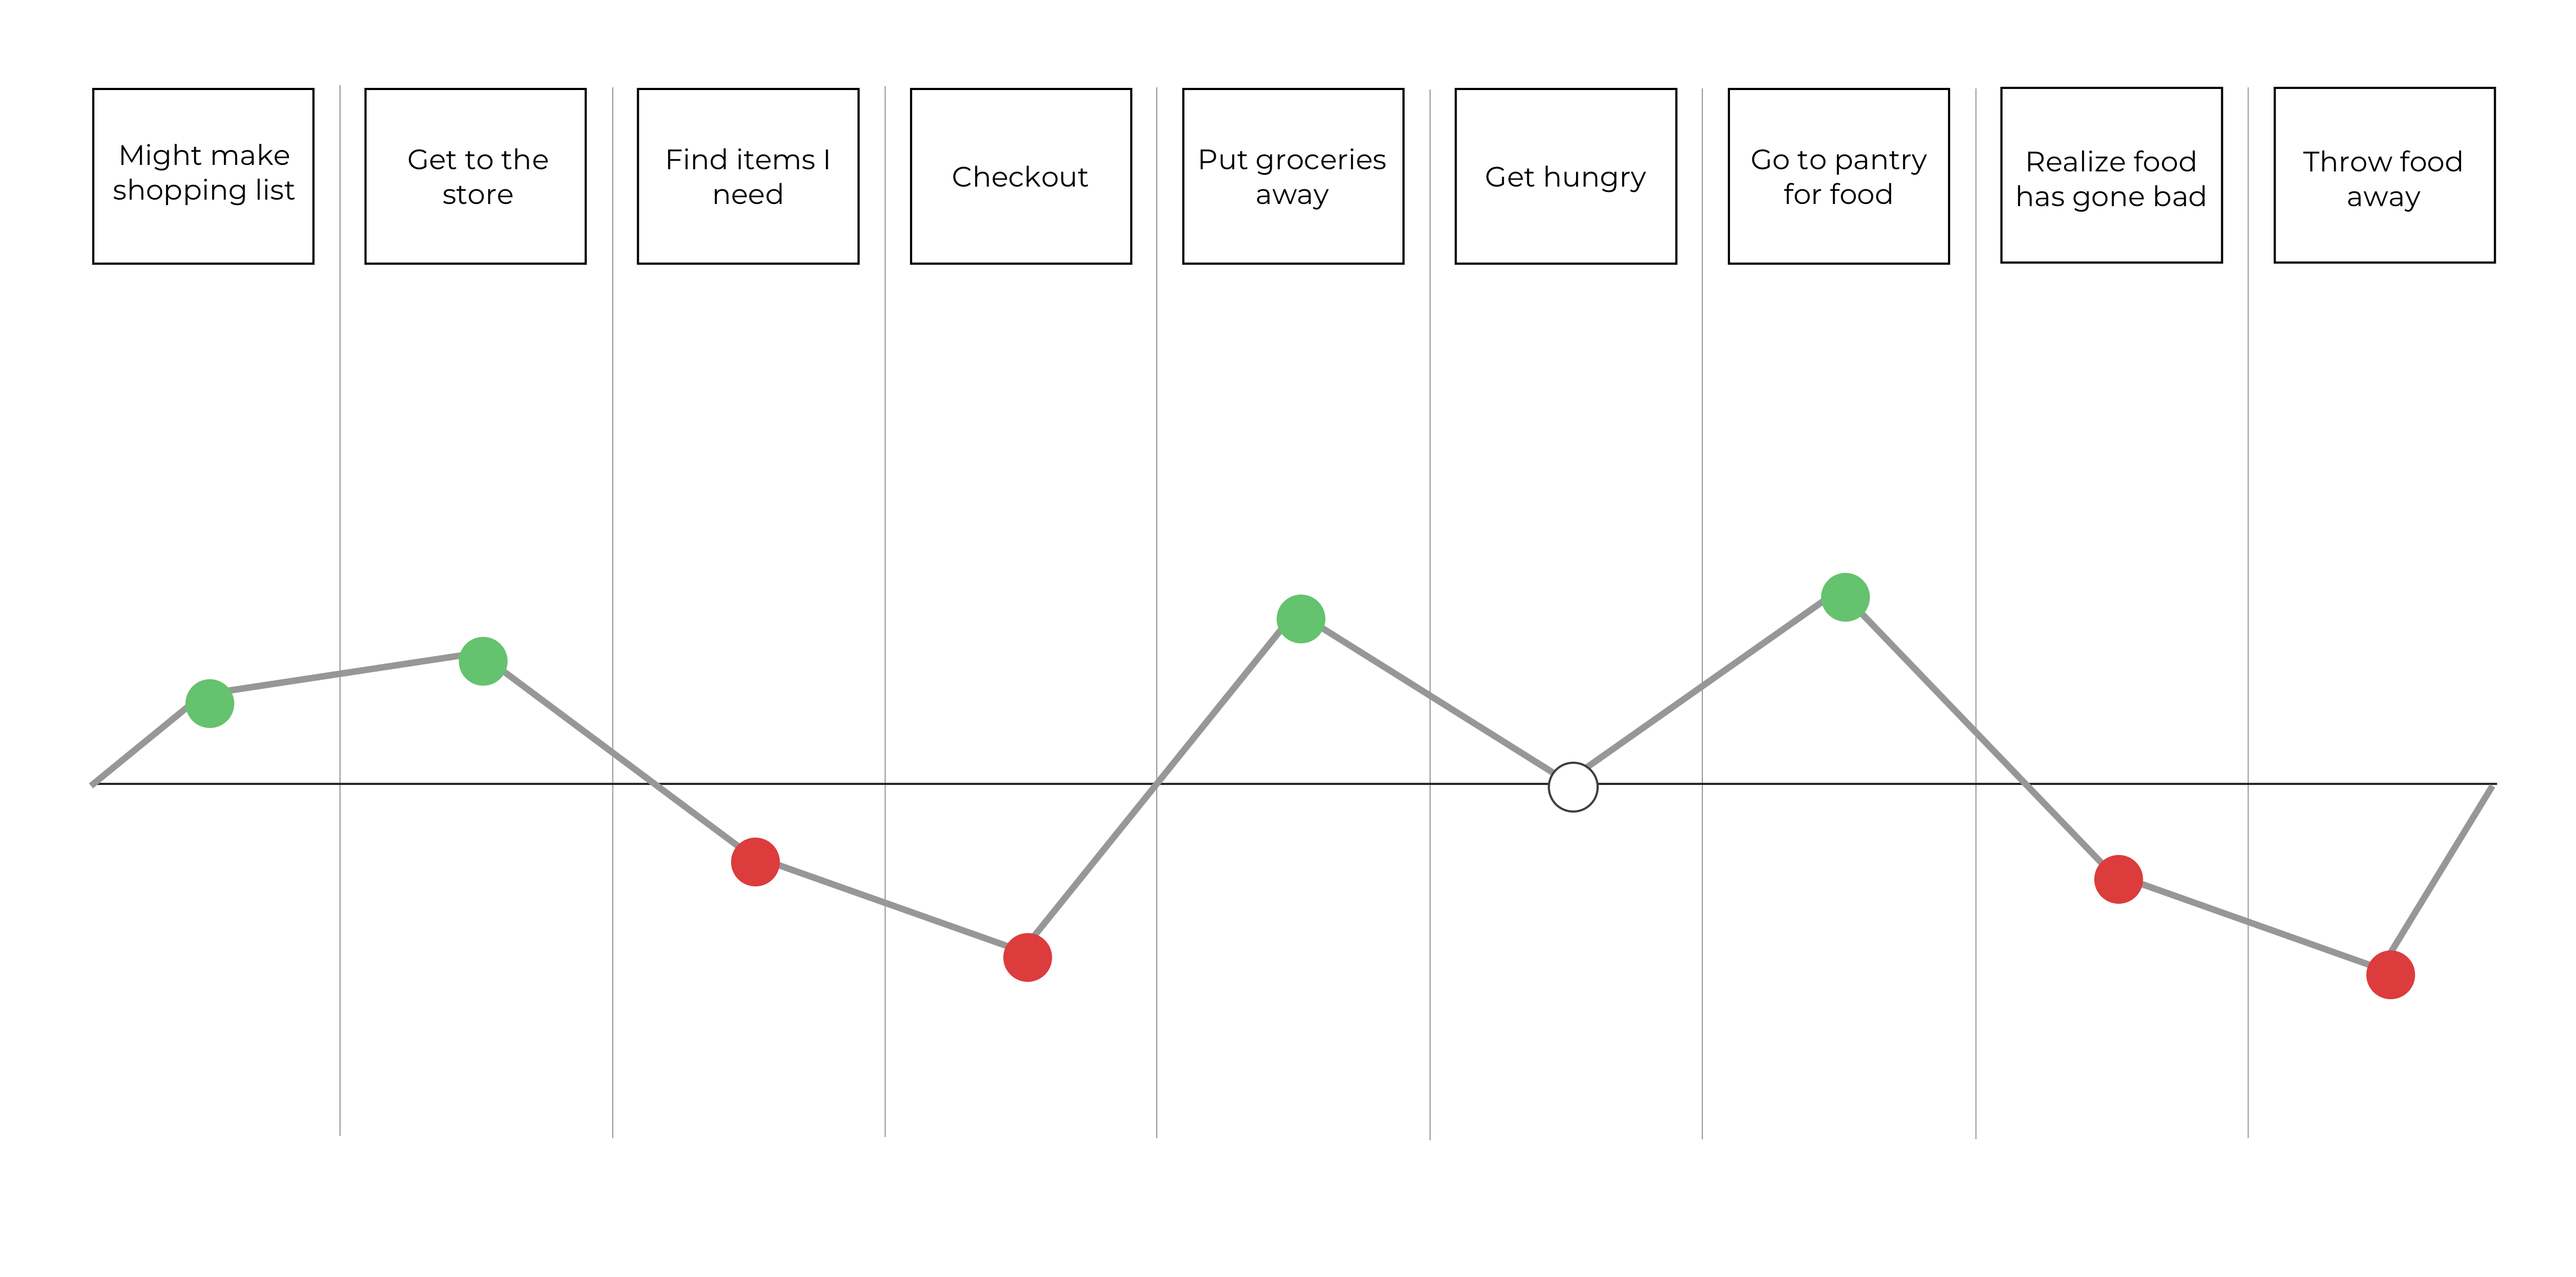 Might make
shopping list
Get to the
store
Find items I
need
Checkout
Put groceries
away
Get hungry
Go to pantry
for food
Realize food
has gone bad
Throw food
away